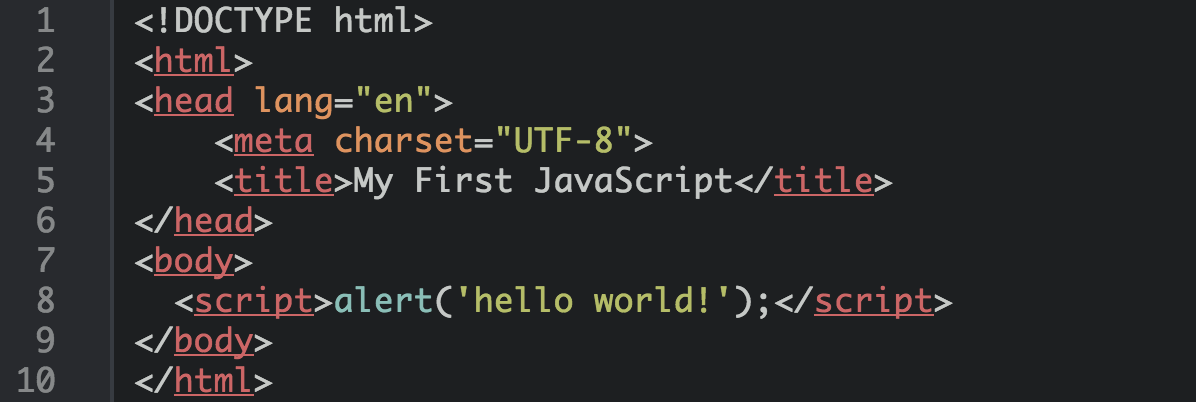 1 <!DOCTYPE html>
2 <html>
3 <head lang="en">
4     <meta charset="UTF-8">
5     <title>My First JavaScript</title>
6 </head>
7 <body>
8   <script>alert('hello world!');</script>
9 </body>
10 </html>